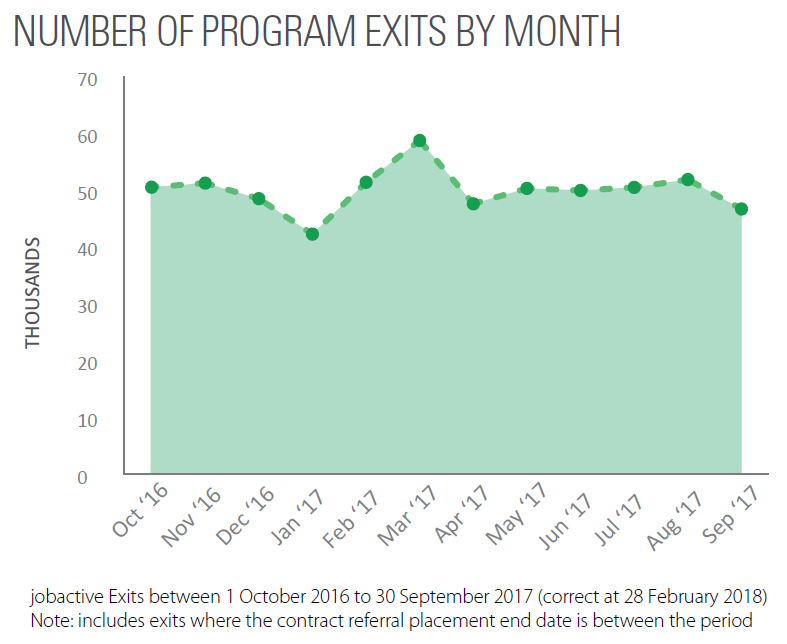 NUMBER OF PROGRAM EXITS BY MONTH
70
60
50
40
30
20
10
0
THOUSANDS
Oct ‘16
Nov ‘16
Dec ‘16
Jan ‘17
Feb ‘17
Mar ‘17
Apr ‘17
May ‘17
Jun ‘17
Jul ‘17
Aug ‘17
Sep ‘17
jobactive Exits between 1 October 2016 to 30 September 2017 (correct at 28 February 2018)
Note: includes exits where the contract referral placement end date is between the period